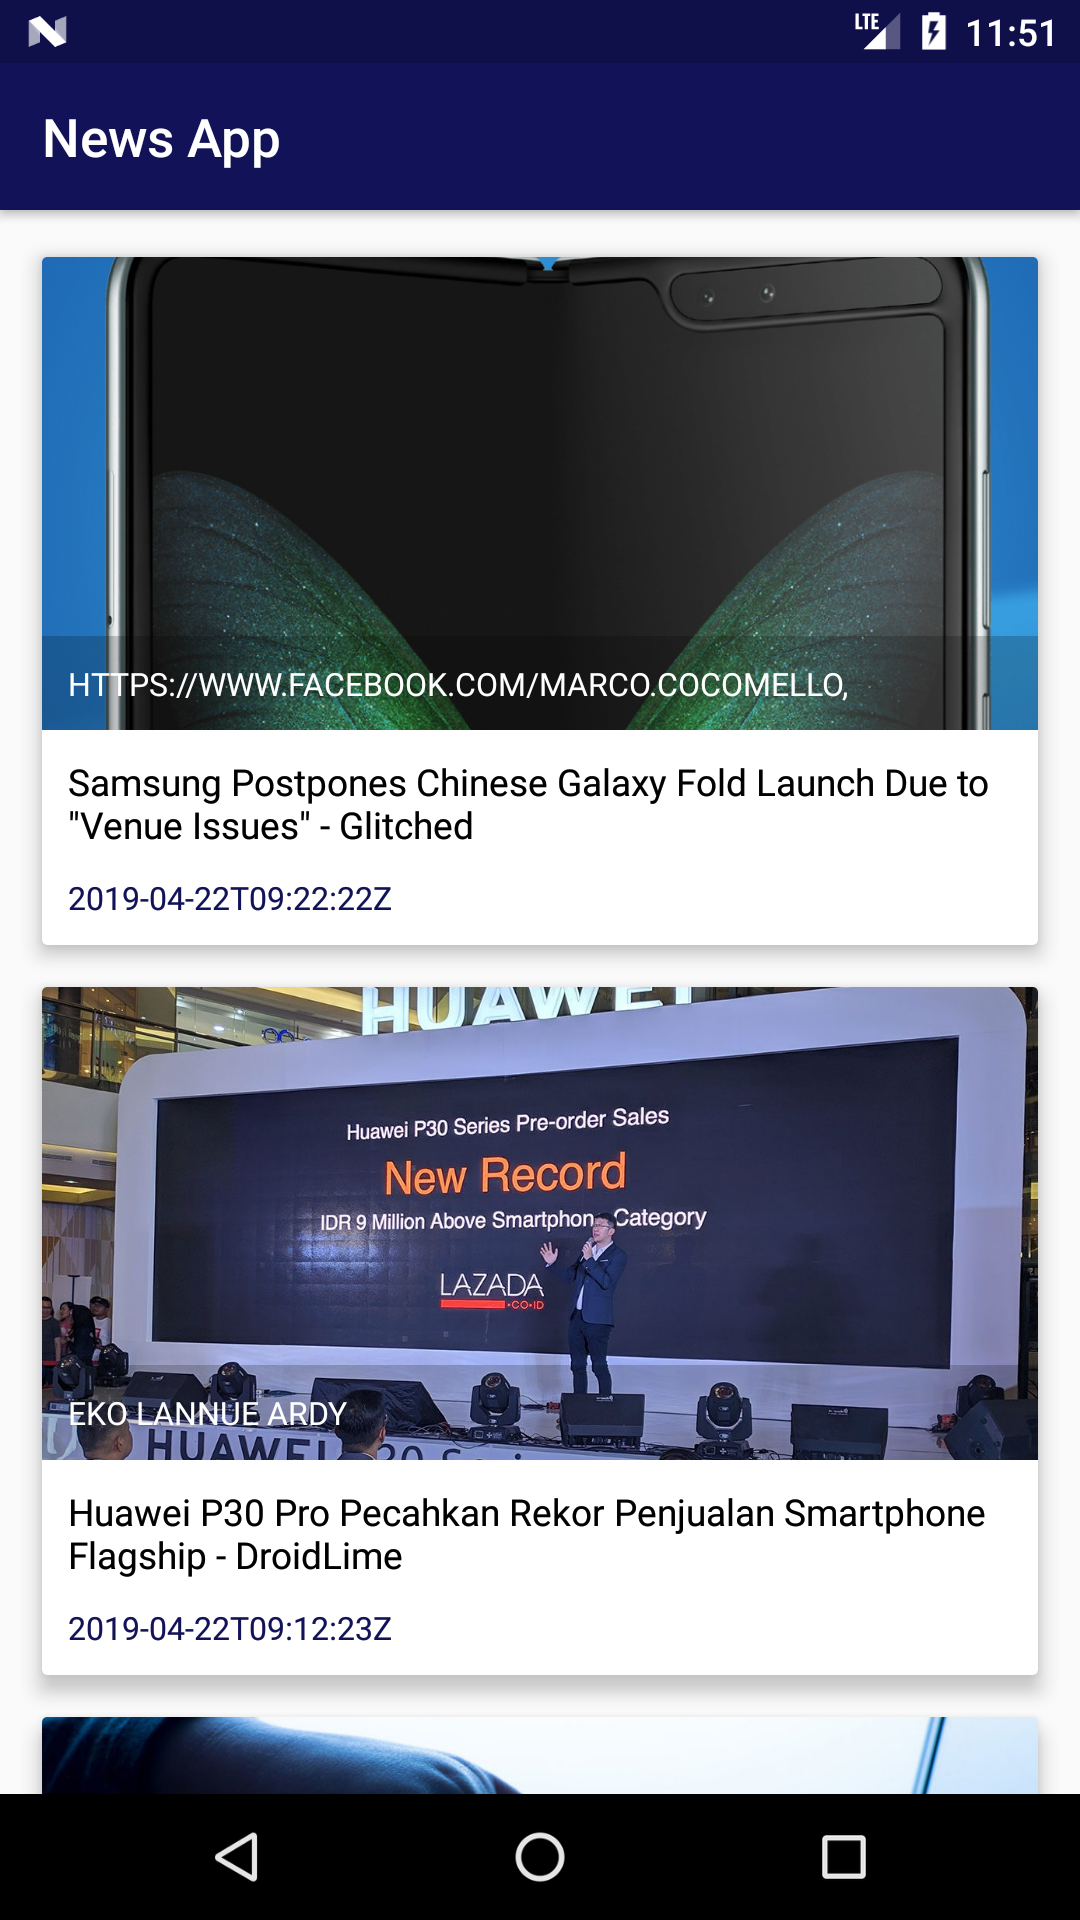 LTE 11:51
News App
HTTPS://WWW.FACEBOOK.COM/MARCO.COCOMELLO,
Samsung Postpones Chinese Galaxy Fold Launch Due to
"Venue Issues" - Glitched
2019-04-22T09:22:22Z
HUAWEI
Huawei P30 Series Pre-order Sales
New Record
IDR 9 Million Above Smartphon Category
LAZADA
.CO.ID
EKO LANNUE ARDY
HUAWEI 30
Huawei P30 Pro Pecahkan Rekor Penjualan Smartphone
Flagship - DroidLime
2019-04-22T09:12:23Z